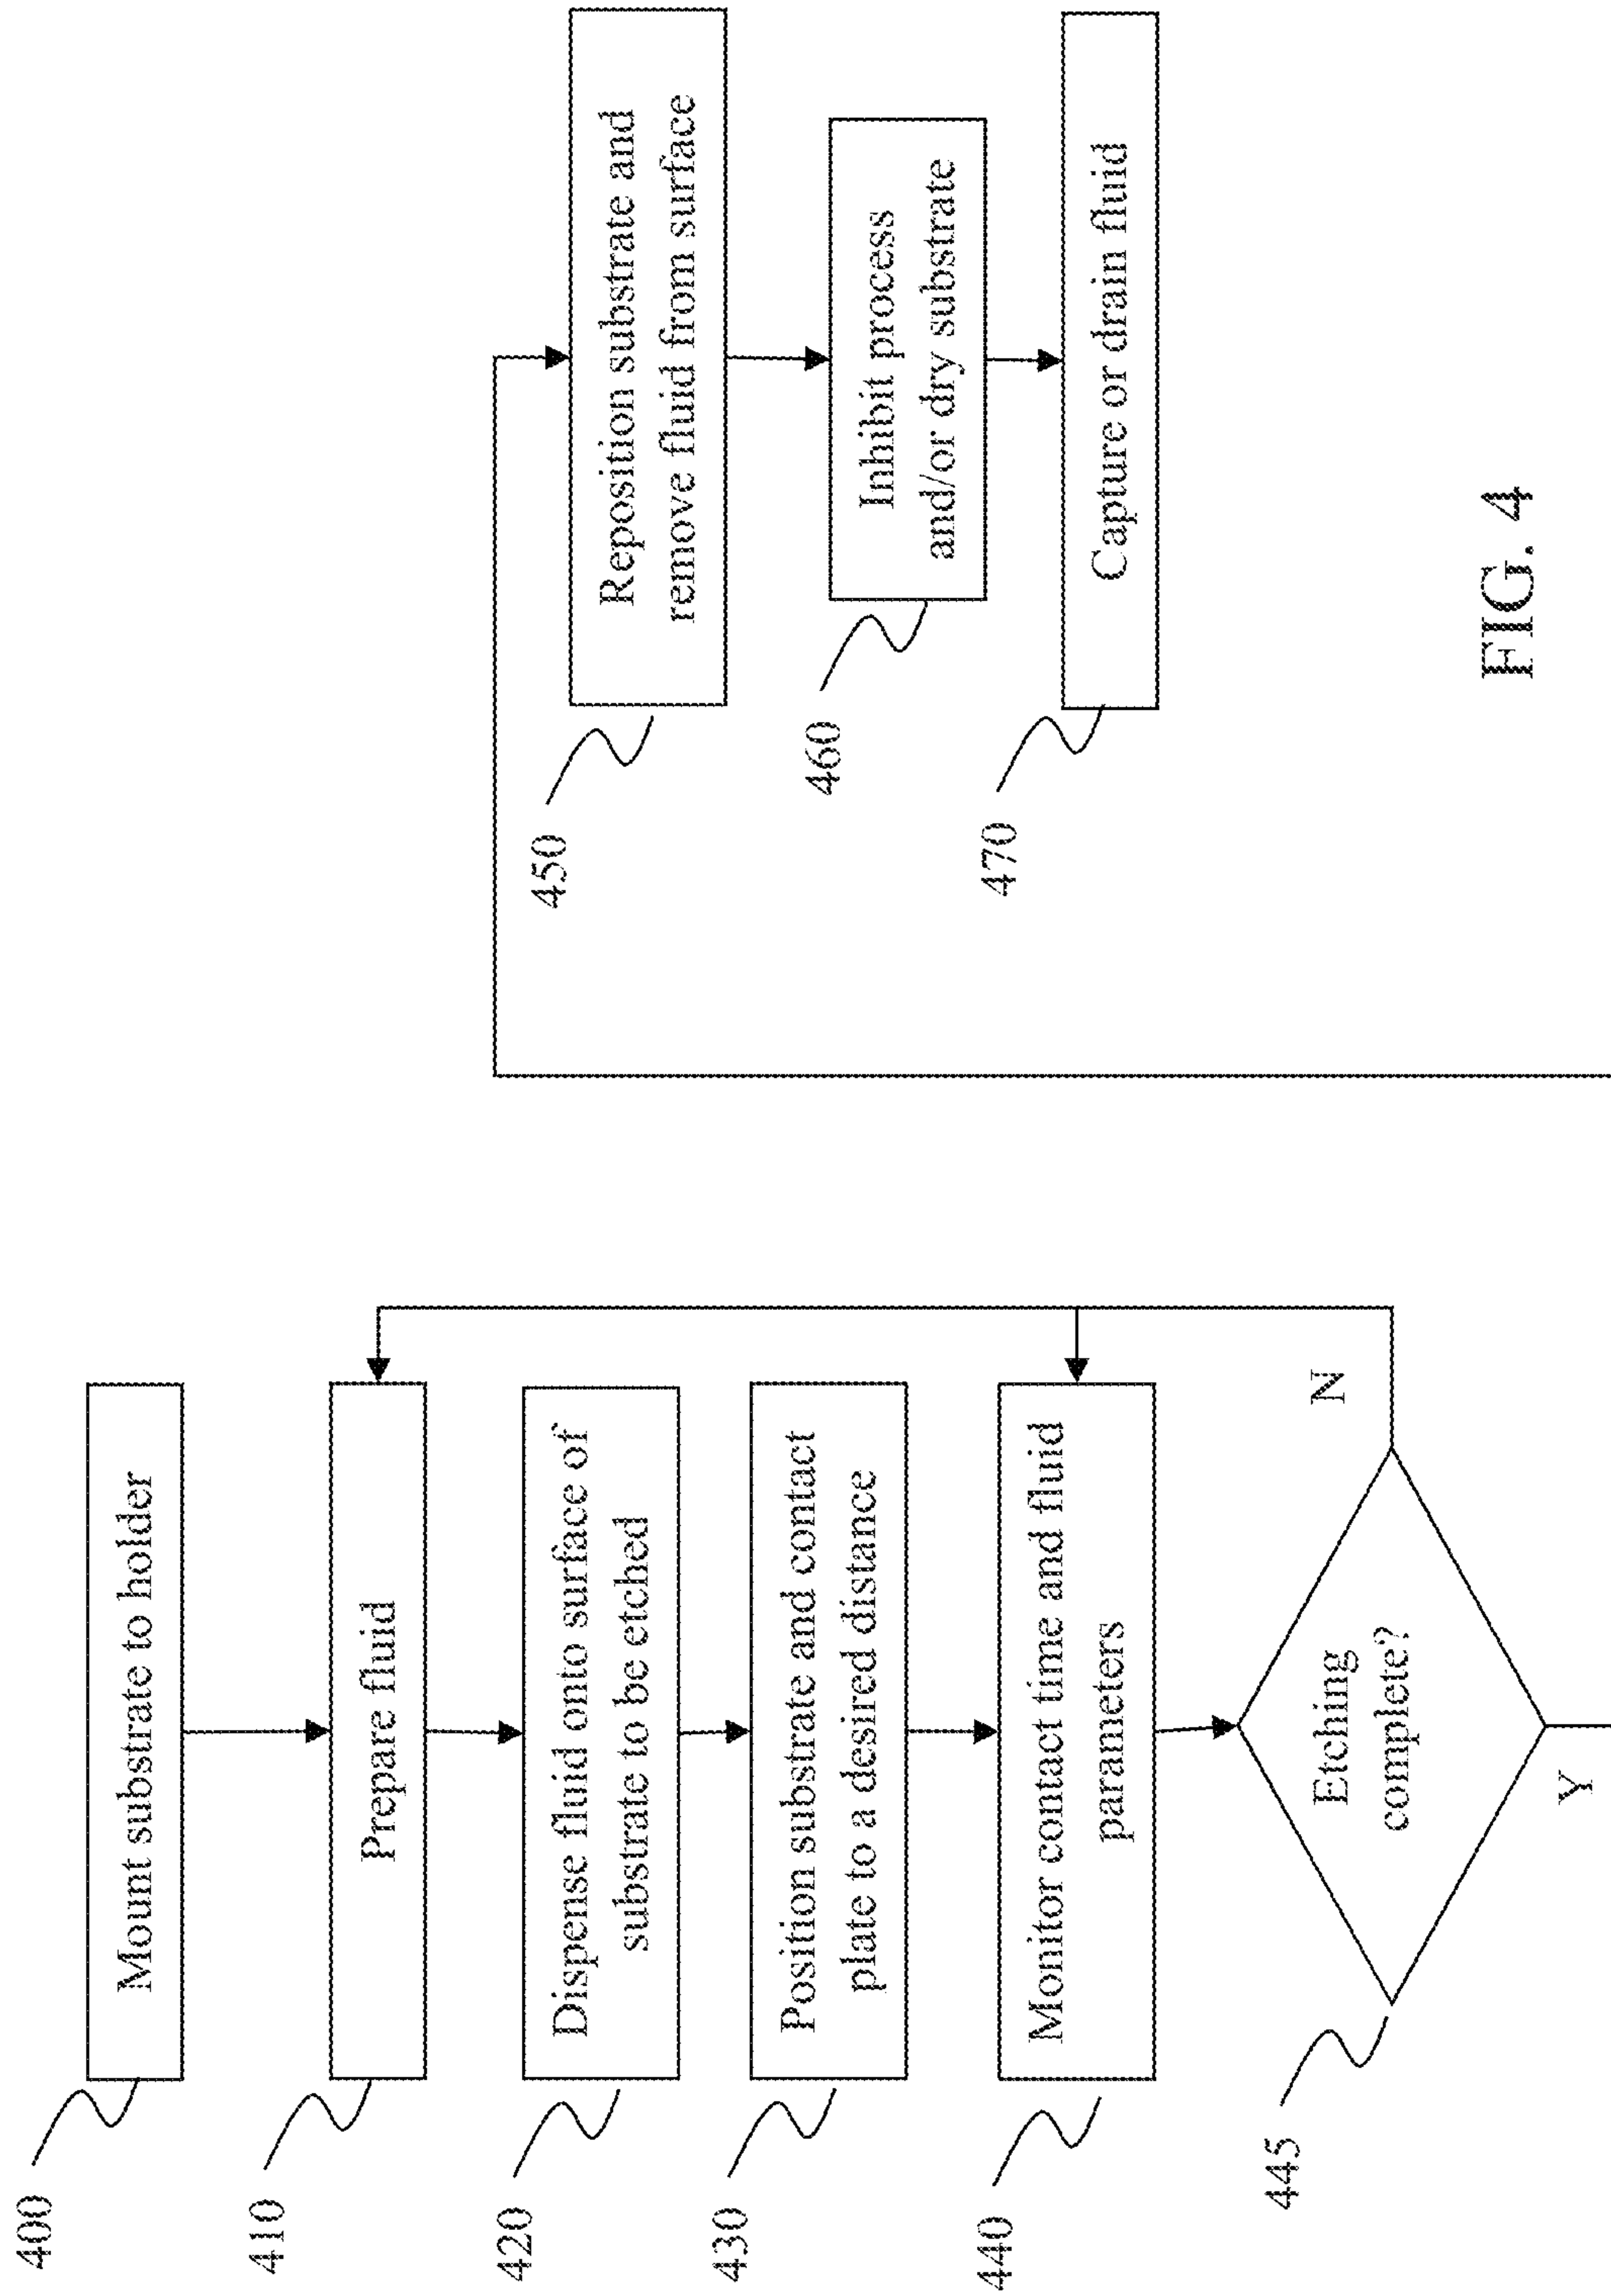 400
Mount substrate to holder
410
Prepare fluid
420
Dispense fluid onto surface of
substrate to be etched
430
Position substrate and contact
plate to a desired distance
440
Monitor contact time and fluid
parameters
445
Etching
complete?
N
Y
450
Reposition substrate and
remove fluid from surface
460
Inhibit process
and/or dry substrate
470
Capture or drain fluid
FIG. 4